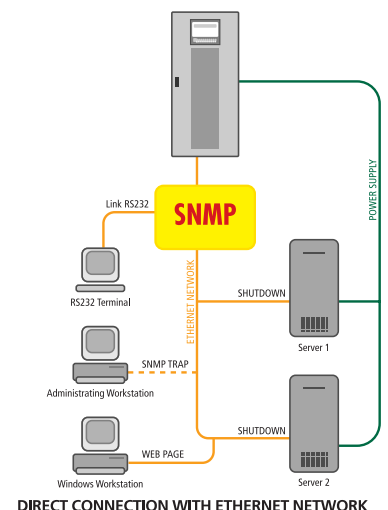 POWER SUPPLY
Link RS232
SNMP
RS232 Terminal
ETHERNET NETWORK
SHUTDOWN
Server 1
SNMP TRAP
Administrating Workstation
SHUTDOWN
WEB PAGE
Windows Workstation
Server 2
DIRECT CONNECTION WITH ETHERNET NETWORK